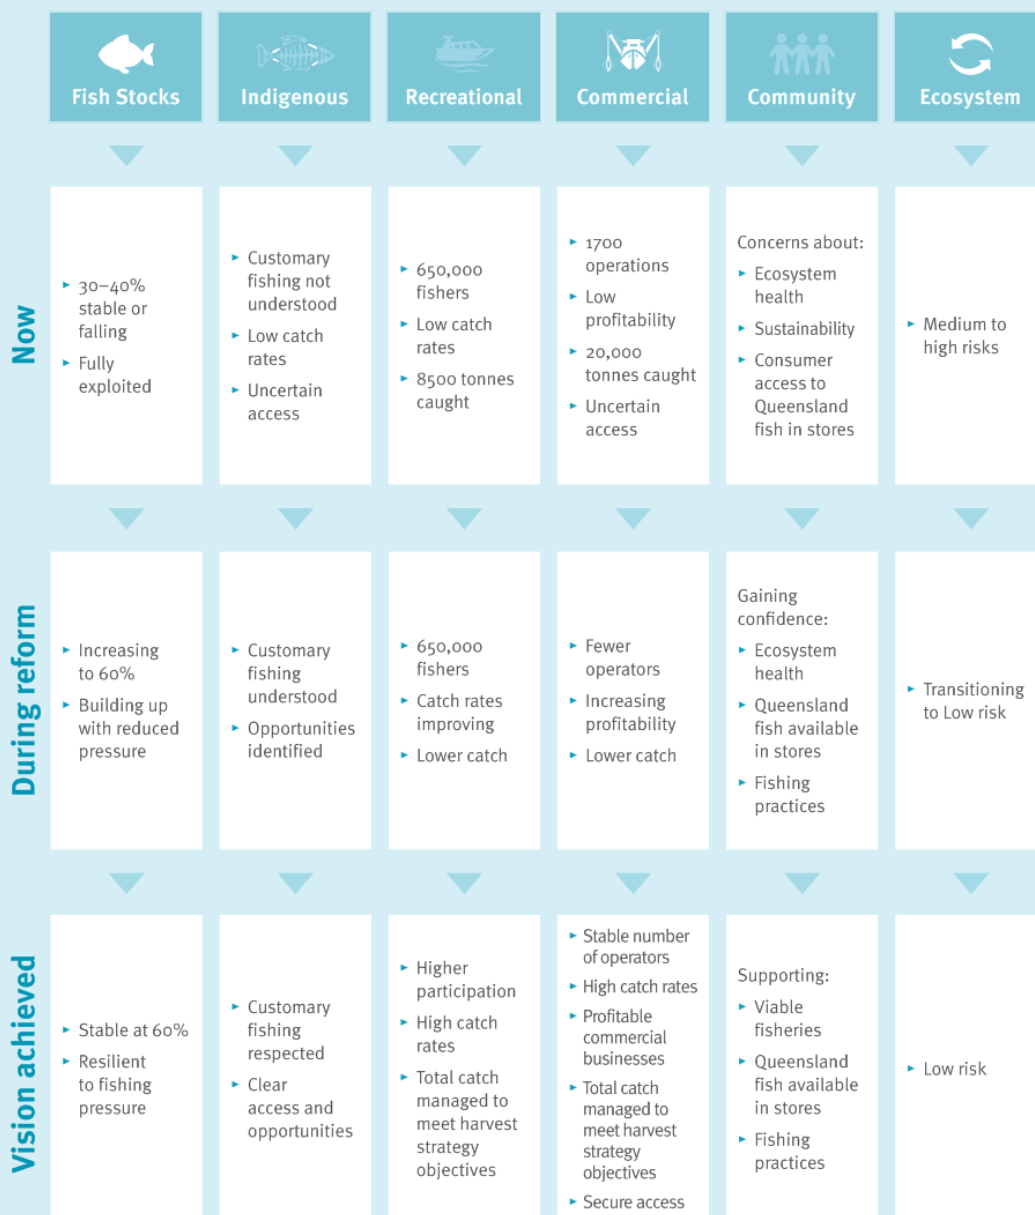 Fish Stocks
Indigenous
Recreational
Commercial
Community
Ecosystem
Now
30–40%
stable or
falling
Fully
exploited
Customary
fishing not
understood
Low catch
rates
Uncertain
access
650,000
fishers
Low catch
rates
8500 tonnes
caught
1700
operations
Low
profitability
20,000
tonnes caught
Uncertain
access
Concerns about:
Ecosystem
health
Sustainability
Consumer
access to
Queensland
fish in stores
Medium to
high risks
During reform
Increasing
to 60%
Building up
with reduced
pressure
Customary
fishing
understood
Opportunities
identified
650,000
fishers
Catch rates
improving
Lower catch
Fewer
operators
Increasing
profitability
Lower catch
Gaining
confidence:
Ecosystem
health
Queensland
fish available
in stores
Fishing
practices
Transitioning
to Low risk
Vision achieved
Stable at 60%
Resilient
to fishing
pressure
Customary
fishing
respected
Clear
access and
opportunities
Higher
participation
High catch
rates
Total catch
managed to
meet harvest
strategy
objectives
Stable number
of operators
High catch rates
Profitable
commercial
businesses
Total catch
managed to
meet harvest
strategy
objectives
Secure access
Supporting:
Viable
fisheries
Queensland
fish available
in stores
Fishing
practices
Low risk